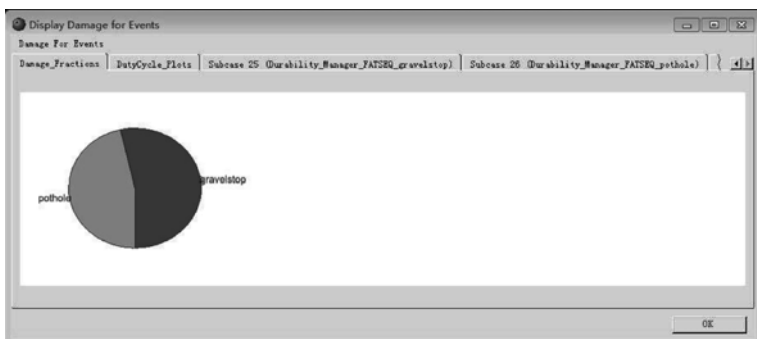 Display Damage for Events
Damage For Events
Damage_Fractions DutyCycle_Plots Subcase 25 (Durability_Manager_FATSEQ_gravelstop) Subcase 26 (Durability_Manager_FATSEQ_pothole)
gravelstop
pothole
OK